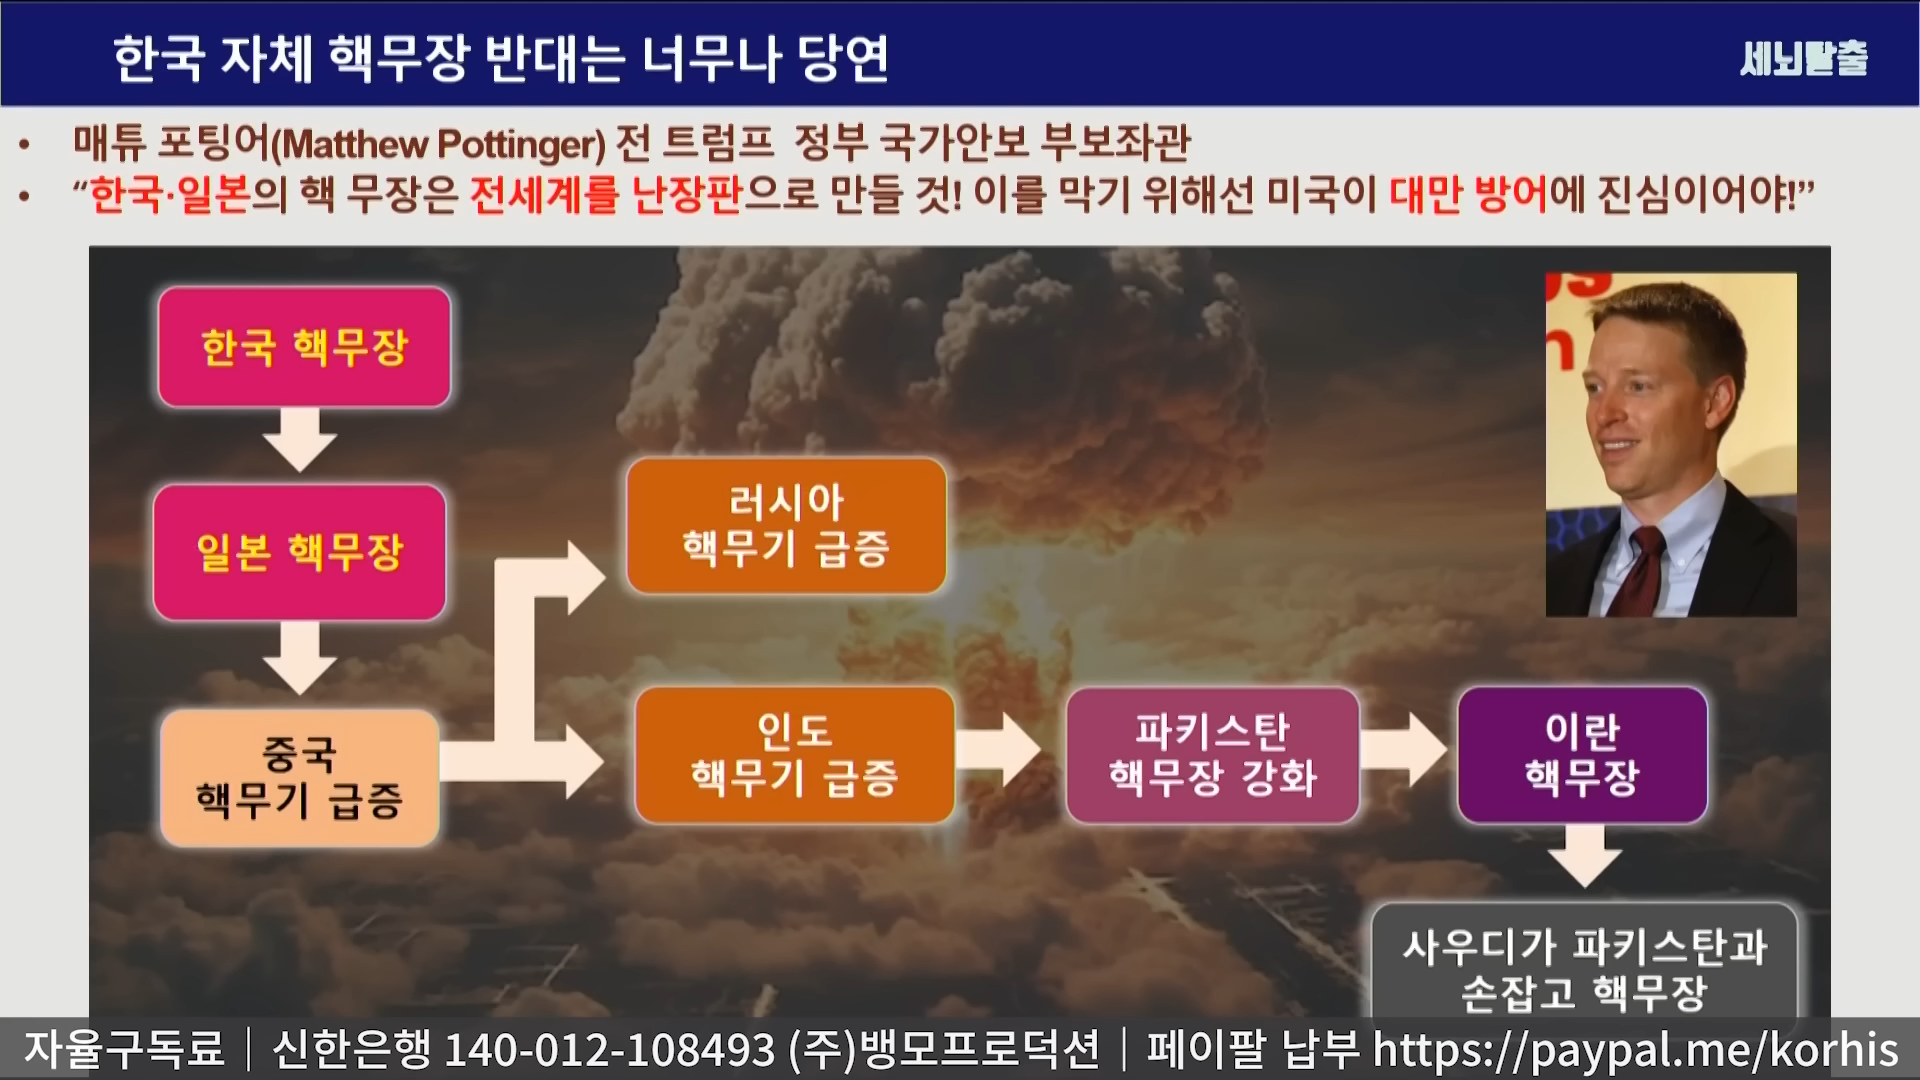 한국 자체 핵무장 반대는 너무나 당연
세뇌탈출
• 매튜 포팅어(Matthew Pottinger) 전 트럼프 정부 국가안보 부보좌관
• “한국·일본의 핵 무장은 전세계를 난장판으로 만들 것! 이를 막기 위해선 미국이 대만 방어에 진심이어야!”
한국 핵무장
일본 핵무장
중국
핵무기 급증
러시아
핵무기 급증
인도
핵무기 급증
파키스탄
핵무장 강화
이란
핵무장
사우디가 파키스탄과
손잡고 핵무장
자율구독료 | 신한은행 140-012-108493 (주)뱅모프로덕션 | 페이팔 납부 https://paypal.me/korhis